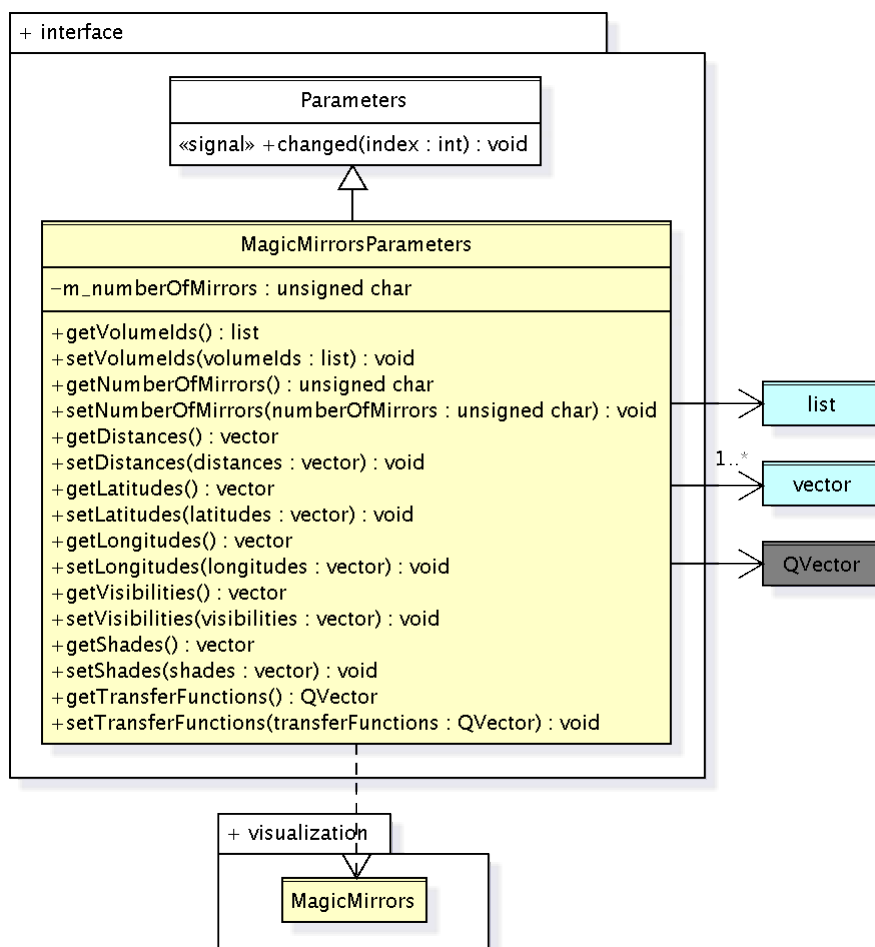 + interface
Parameters
«signal» +changed(index : int) : void
MagicMirrorsParameters
-m_numberOfMirrors : unsigned char
+getVolumeIds() : list
+setVolumeIds(volumeIds : list) : void
+getNumberOfMirrors() : unsigned char
+setNumberOfMirrors(numberOfMirrors : unsigned char) : void
+getDistances() : vector
+setDistances(distances : vector) : void
+getLatitudes() : vector
+setLatitudes(latitudes : vector) : void
+getLongitudes() : vector
+setLongitudes(longitudes : vector) : void
+getVisibilities() : vector
+setVisibilities(visibilities : vector) : void
+getShades() : vector
+setShades(shades : vector) : void
+getTransferFunctions() : QVector
+setTransferFunctions(transferFunctions : QVector) : void
list
1..*
vector
QVector
+ visualization
MagicMirrors